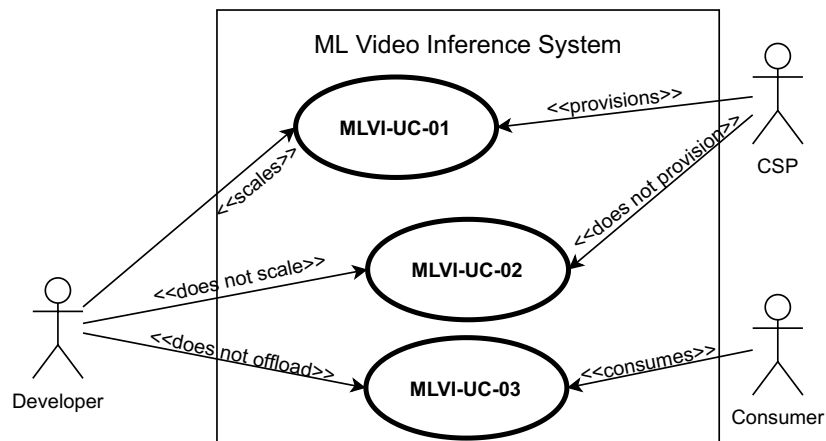 ML Video Inference System
<<provisions>>
MLVI-UC-01
<<scales>>
CSP
<<does not provision>>
<<does not scale>>
MLVI-UC-02
<<does not offload>>
<<consumes>>
MLVI-UC-03
Developer
Consumer